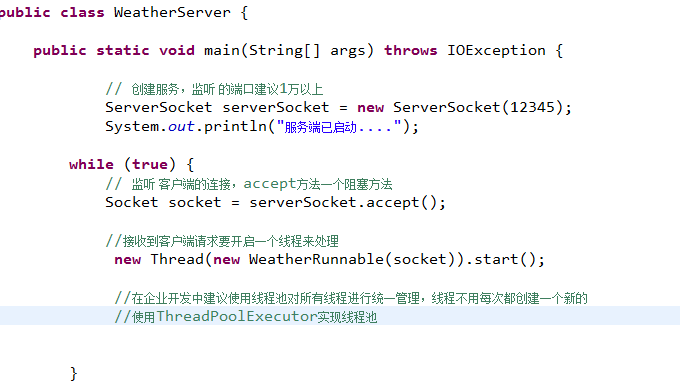 public class WeatherServer {
public static void main(String[] args) throws IOException {
// 创建服务，监听的端口建议1万以上
ServerSocket serverSocket = new ServerSocket(12345);
System.out.println("服务端已启动....");
while (true) {
// 监听客户端的连接，accept方法一个阻塞方法
Socket socket = serverSocket.accept();
//接收到客户端请求要开启一个线程来处理
new Thread(new WeatherRunnable(socket)).start();
//在企业开发中建议使用线程池对所有线程进行统一管理，线程不用每次都创建一个新的
//使用ThreadPoolExecutor实现线程池
}